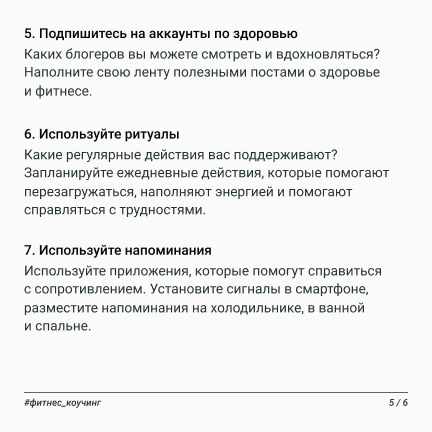 5. Подпишитесь на аккаунты по здоровью
Каких блогеров вы можете смотреть и вдохновляться?
Наполните свою ленту полезными постами о здоровье
и фитнесе.
6. Используйте ритуалы
Какие регулярные действия вас поддерживают?
Запланируйте ежедневные действия, которые помогают
перезагружаться, наполняют энергией и помогают
справляться с трудностями.
7. Используйте напоминания
Используйте приложения, которые помогут справиться
с сопротивлением. Установите сигналы в смартфоне,
разместите напоминания на холодильнике, в ванной
и спальне.
#фитнес_коучинг
5 / 6